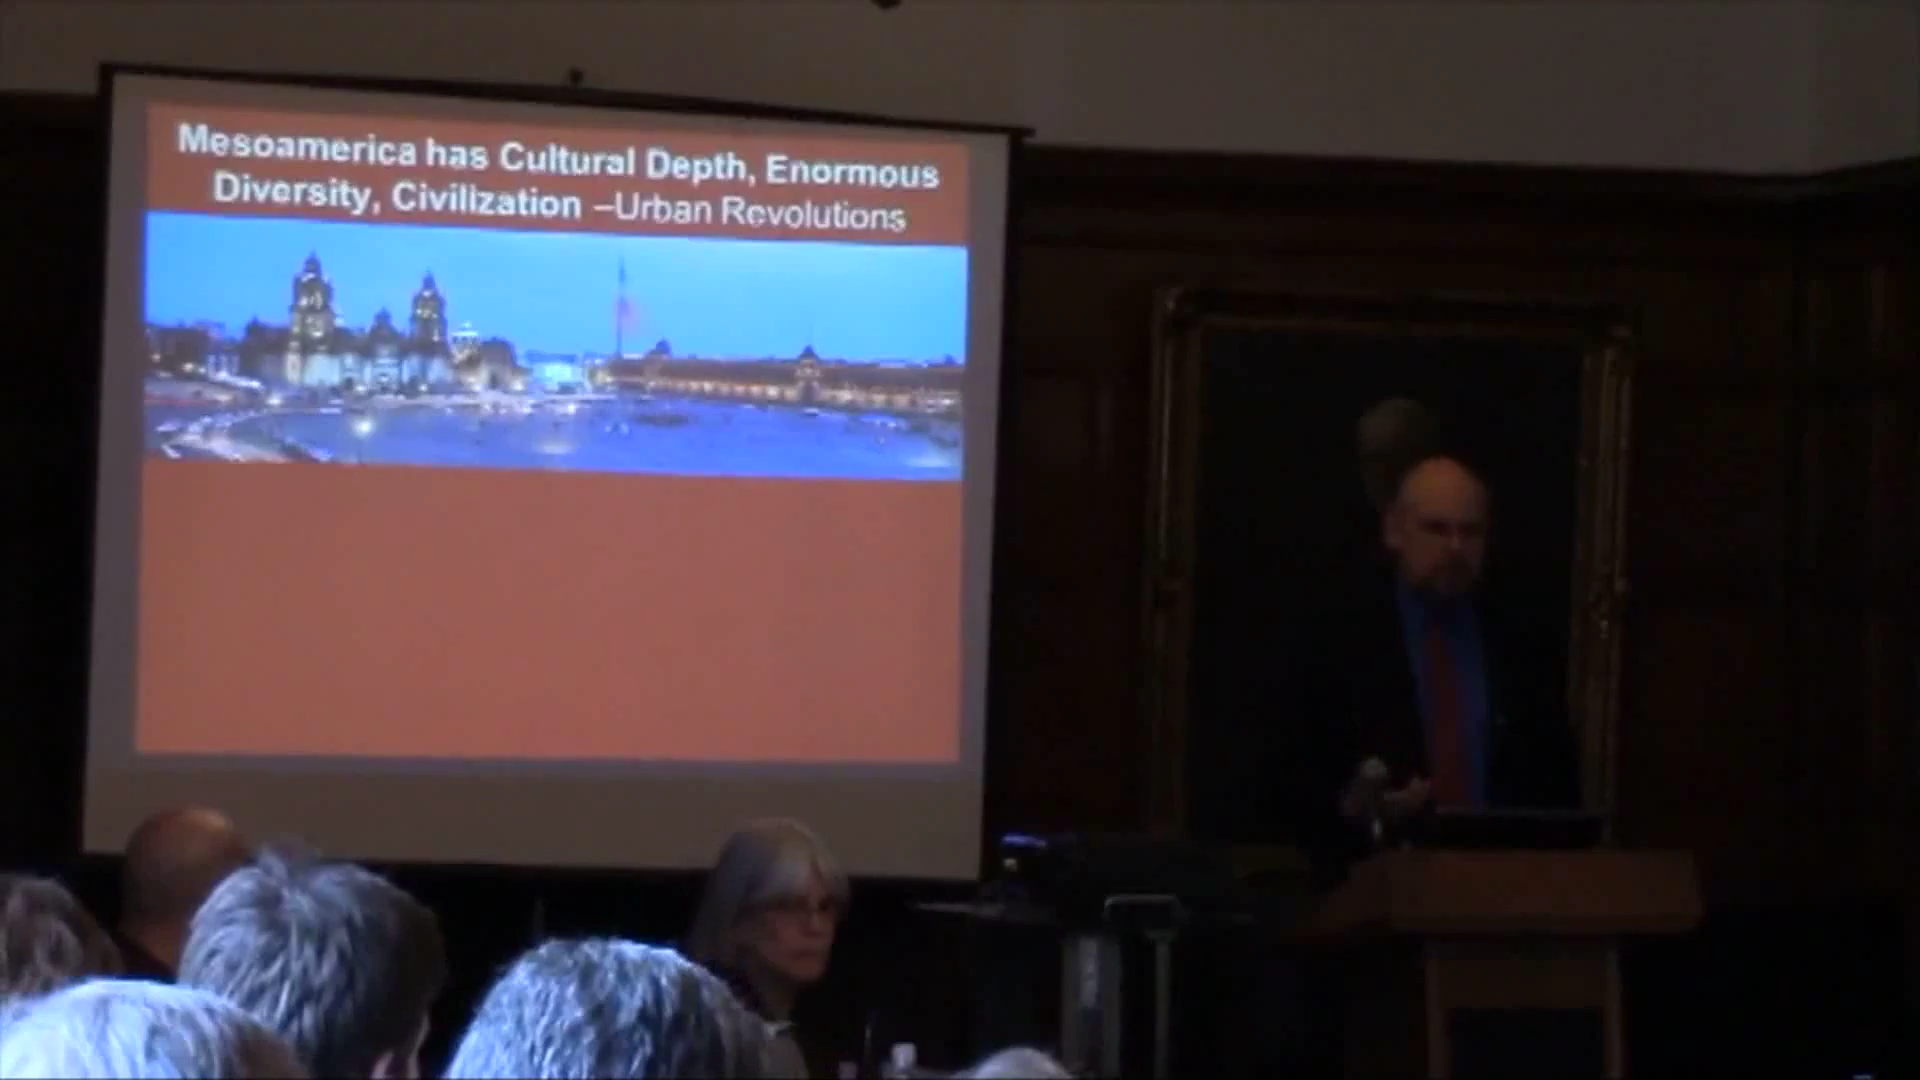 Mesoamerica has Cultural Depth, Enormous
Diversity, Civilization –Urban Revolutions